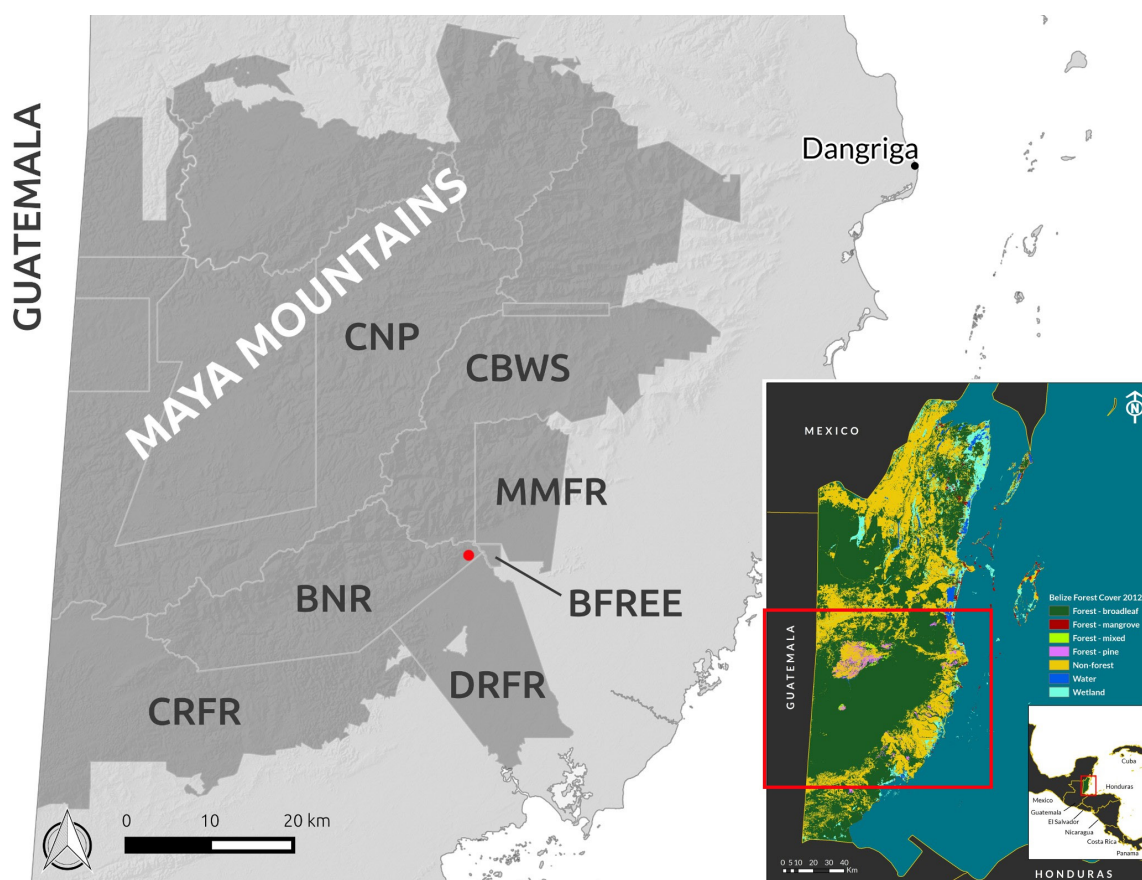 GUATEMALA
MAYA MOUNTAINS
Dangriga
CNP
CBWS
MMFR
BNR
BFREE
DRFR
CRFR
0 10 20 km
MEXICO
N
GUATEMALA
Belize Forest Cover 2012
Forest - broadleaf
Forest - mangrove
Forest - mixed
Forest - pine
Non-forest
Water
Wetland
Cuba
Mexico
Honduras
Guatemala
El Salvador
Nicaragua
Costa Rica
Panama
0 5 10 20 30 40
Km
HONDURAS